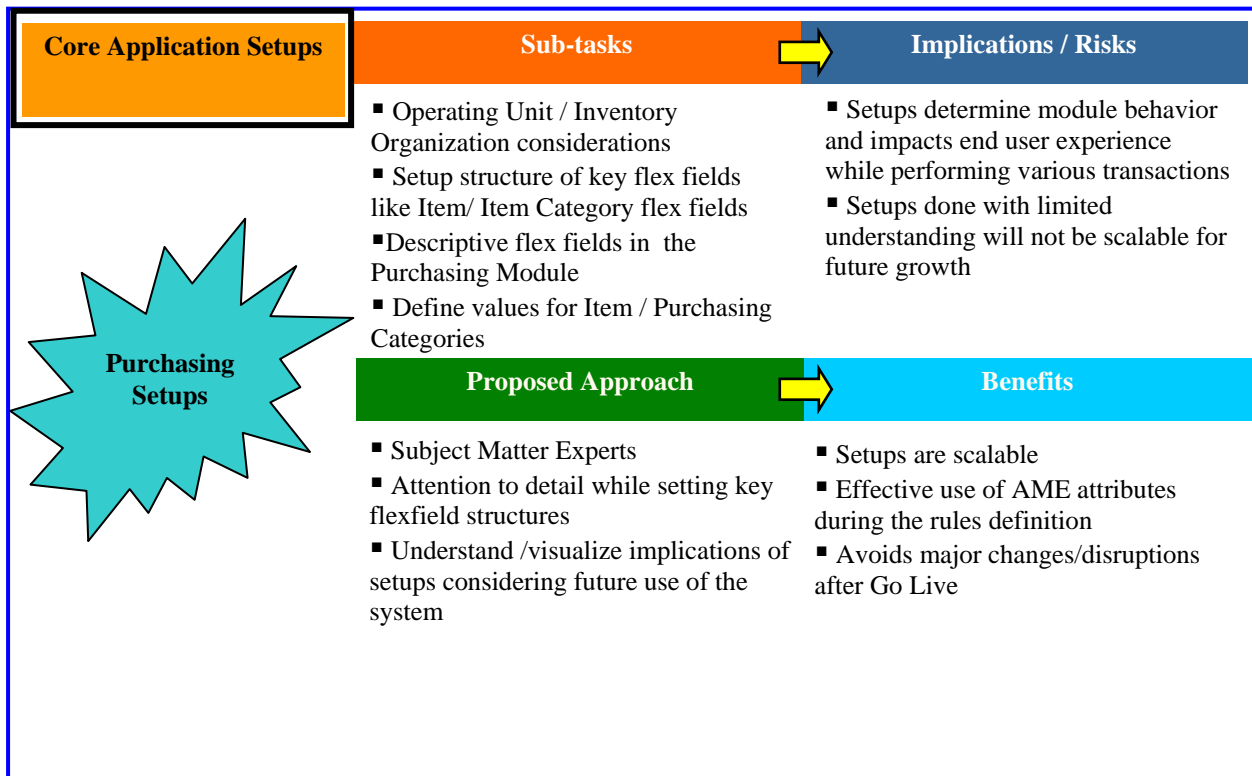 Core Application Setups
Sub-tasks
Implications / Risks
▪ Operating Unit / Inventory
Organization considerations
▪ Setup structure of key flex fields
like Item/ Item Category flex fields
▪Descriptive flex fields in the
Purchasing Module
▪ Define values for Item / Purchasing
Categories
▪ Setups determine module behavior
and impacts end user experience
while performing various transactions
▪ Setups done with limited
understanding will not be scalable for
future growth
Purchasing
Setups
Proposed Approach
Benefits
▪ Subject Matter Experts
▪ Attention to detail while setting key
flexfield structures
▪ Understand /visualize implications of
setups considering future use of the
system
▪ Setups are scalable
▪ Effective use of AME attributes
during the rules definition
▪ Avoids major changes/disruptions
after Go Live